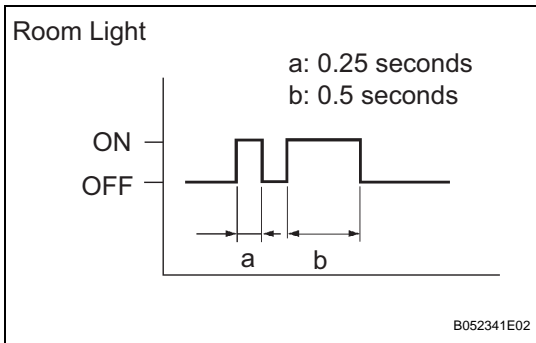 Room Light
a: 0.25 seconds
b: 0.5 seconds
ON
OFF
a b
B052341E02